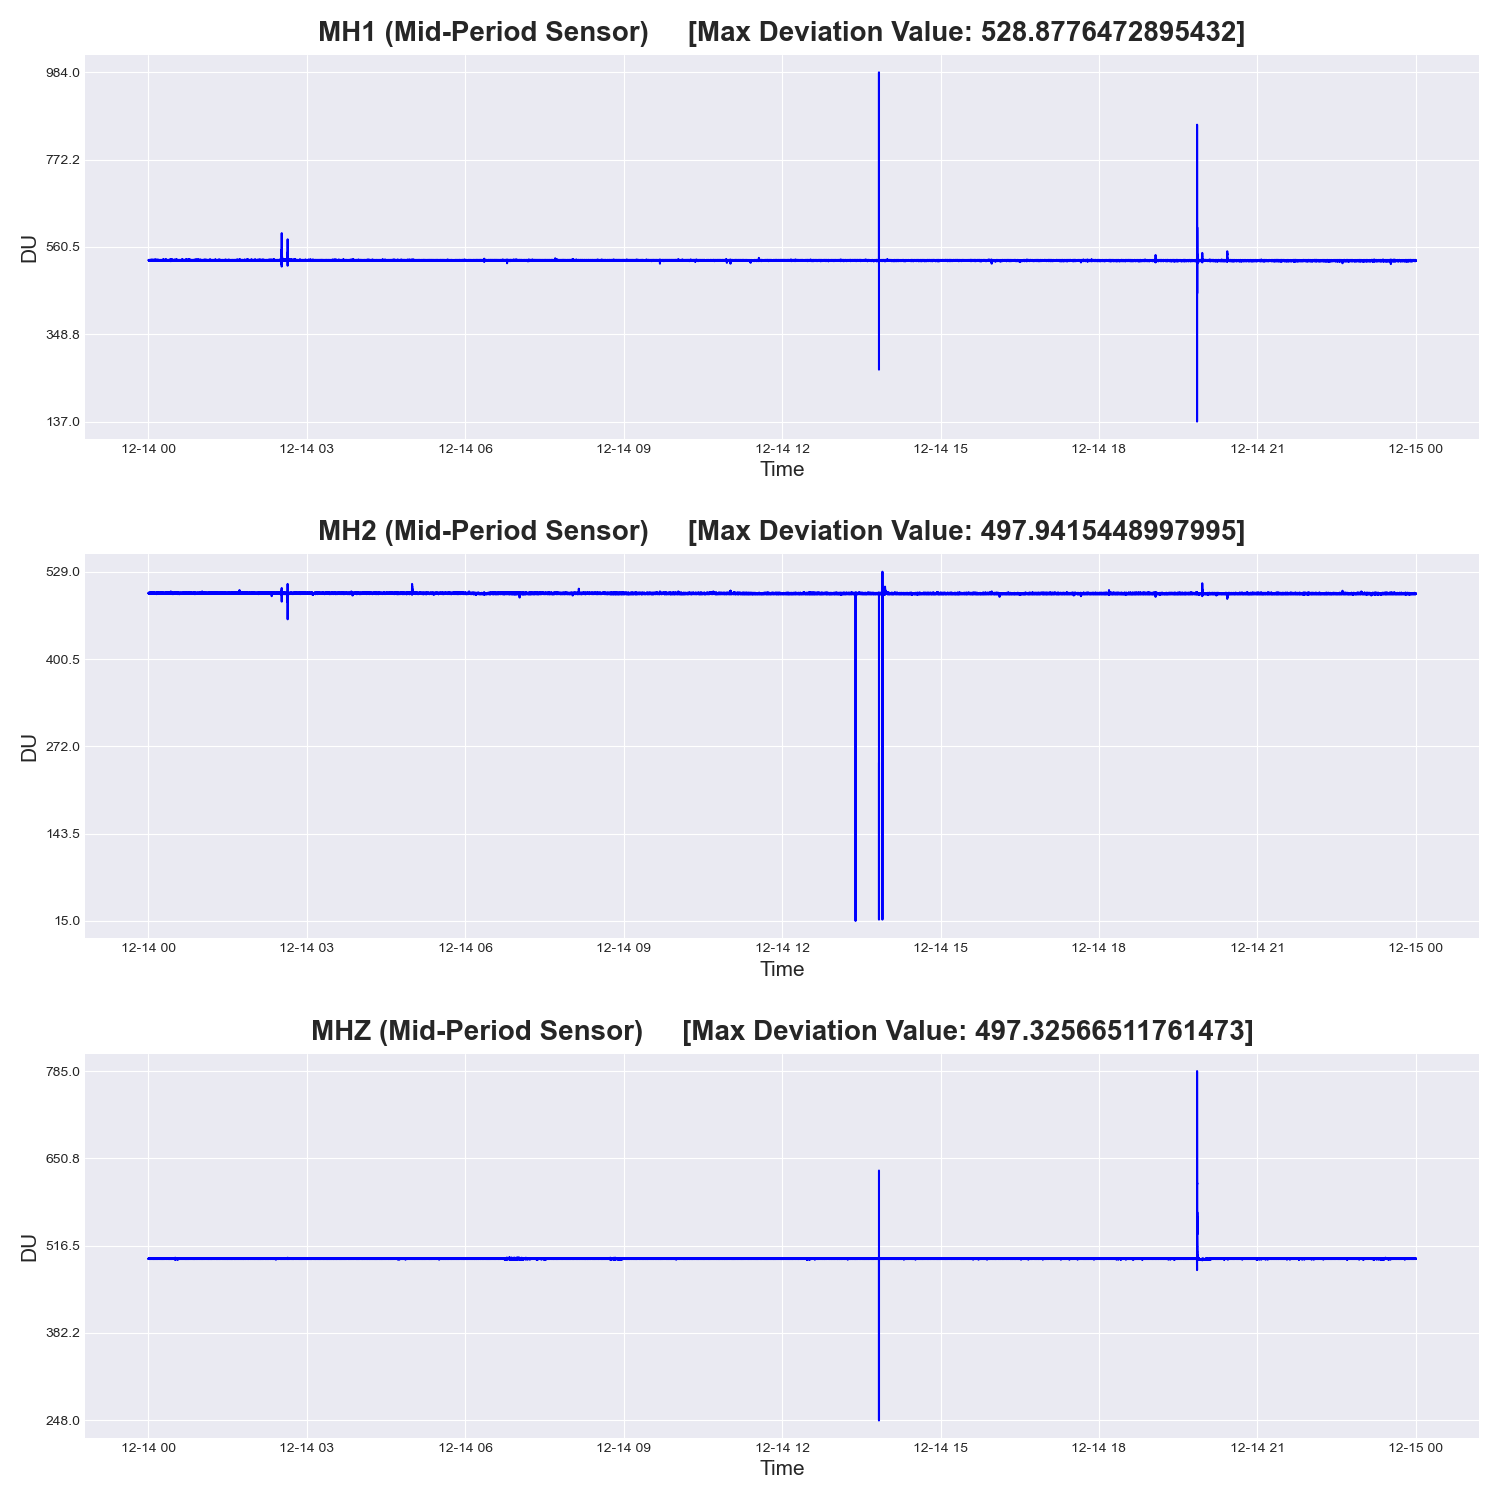 MH1 (Mid-Period Sensor) [Max Deviation Value: 528.8776472895432]
984.0
772.2
560.5
348.8
137.0
DU
12-14 00 12-14 03 12-14 06 12-14 09 12-14 12 12-14 15 12-14 18 12-14 21 12-15 00
Time
MH2 (Mid-Period Sensor) [Max Deviation Value: 497.9415448997995]
529.0
400.5
272.0
143.5
15.0
DU
12-14 00 12-14 03 12-14 06 12-14 09 12-14 12 12-14 15 12-14 18 12-14 21 12-15 00
Time
MHZ (Mid-Period Sensor) [Max Deviation Value: 497.32566511761473]
785.0
650.8
516.5
382.2
248.0
DU
12-14 00 12-14 03 12-14 06 12-14 09 12-14 12 12-14 15 12-14 18 12-14 21 12-15 00
Time